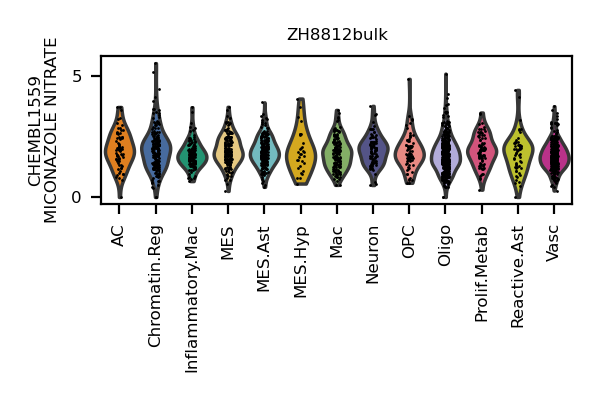 ZH8812bulk
CHEMBL1559
MICONAZOLE NITRATE
5
0
AC
Chromatin.Reg
Inflammatory.Mac
MES
MES.Ast
MES.Hyp
Mac
Neuron
OPC
Oligo
Prolif.Metab
Reactive.Ast
Vasc